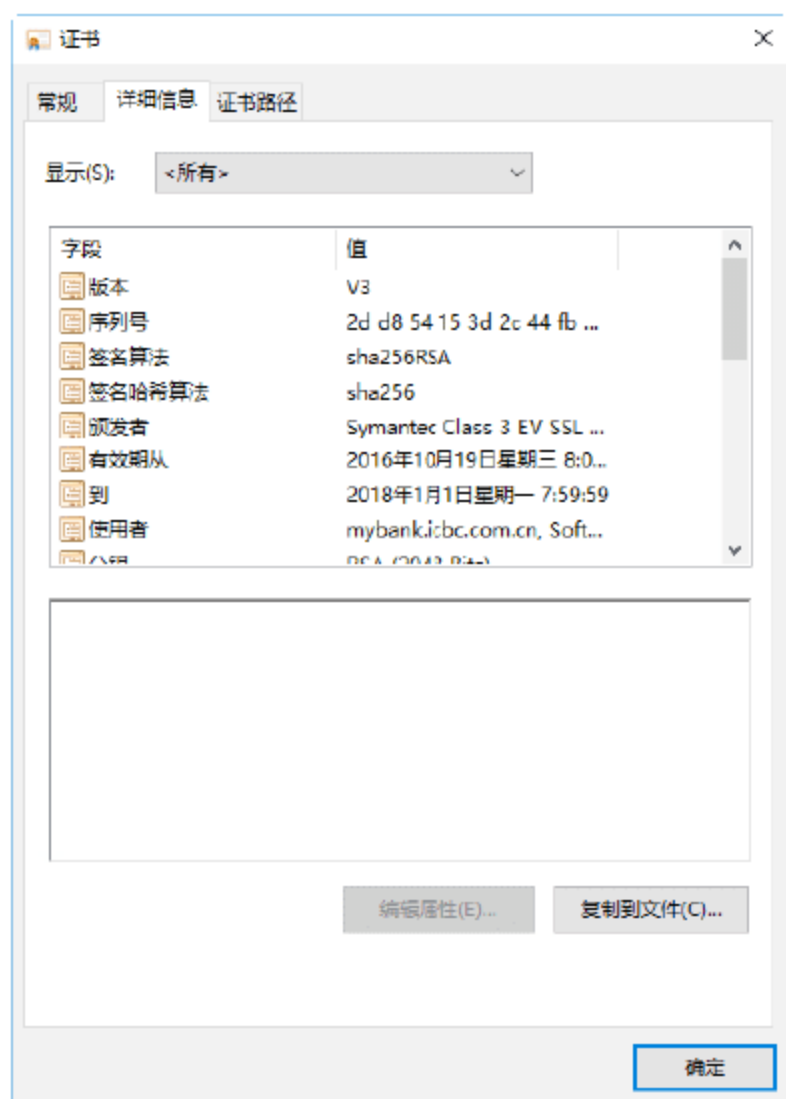 证书
常规 详细信息 证书路径
显示(S): <所有>
字段 值
版本 V3
序列号 2d d8 54 15 3d 2c 44 fb ...
签名算法 sha256RSA
签名哈希算法 sha256
颁发者 Symantec Class 3 EV SSL ...
有效期从 2016年10月19日星期三 8:0...
到 2018年1月1日星期一 7:59:59
使用者 mybank.icbc.com.cn, Soft...
编辑属性(E)... 复制到文件(C)...
确定